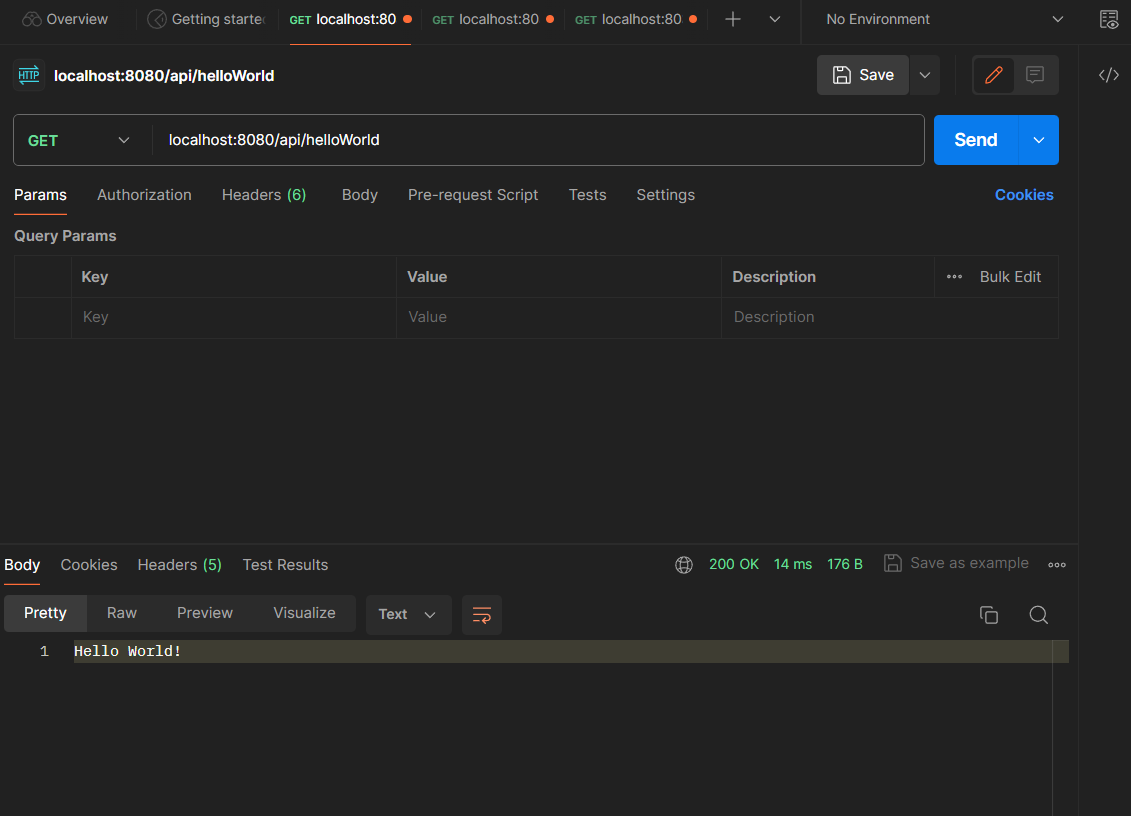 Overview Getting starte GET localhost:80 GET localhost:80 GET localhost:80 No Environment
HTTP localhost:8080/api/helloWorld Save
GET localhost:8080/api/helloWorld Send
Params Authorization Headers (6) Body Pre-request Script Tests Settings Cookies
Query Params
Key Value Description Bulk Edit
Key Value Description
Body Cookies Headers (5) Test Results 200 OK 14 ms 176 B Save as example
Pretty Raw Preview Visualize Text
1 Hello World!